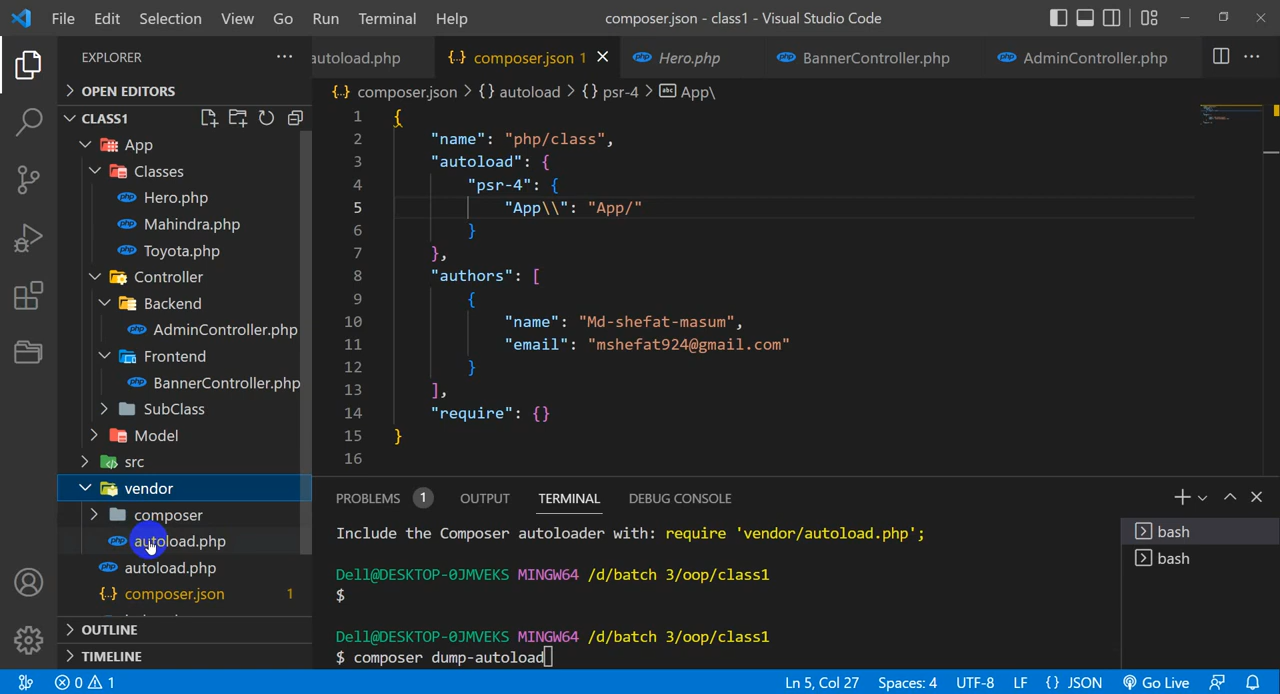 File Edit Selection View Go Run Terminal Help composer.json - class1 - Visual Studio Code
EXPLORER
OPEN EDITORS
CLASS1
App
Classes
Hero.php
Mahindra.php
Toyota.php
Controller
Backend
AdminController.php
Frontend
BannerController.php
SubClass
Model
src
vendor
composer
autoload.php
autoload.php
composer.json 1
OUTLINE
TIMELINE
autoload.php {..} composer.json 1 Hero.php BannerController.php AdminController.php
{..} composer.json > {} autoload > {} psr-4 > abc App\
1 {
2 "name": "php/class",
3 "autoload": {
4 "psr-4": {
5 "App\\": "App/"
6 }
7 },
8 "authors": [
9 {
10 "name": "Md-shefat-masum",
11 "email": "mshefat924@gmail.com"
12 }
13 ],
14 "require": {}
15 }
16
PROBLEMS 1 OUTPUT TERMINAL DEBUG CONSOLE
Include the Composer autoloader with: require 'vendor/autoload.php';
Dell@DESKTOP-0JMVEKS MINGW64 /d/batch 3/oop/class1
$
Dell@DESKTOP-0JMVEKS MINGW64 /d/batch 3/oop/class1
$ composer dump-autoload
bash
bash
0 1 Ln 5, Col 27 Spaces: 4 UTF-8 LF {} JSON Go Live